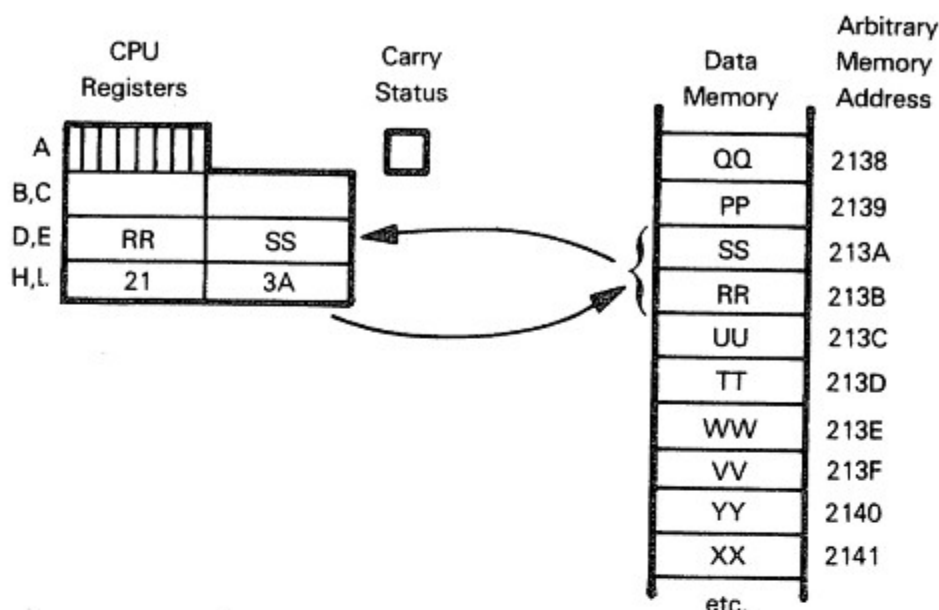 CPU
Registers
Carry
Status
Data
Memory
Arbitrary
Memory
Address
A
B,C
D,E RR SS
H,L 21 3A
QQ 2138
PP 2139
SS 213A
RR 213B
UU 213C
TT 213D
WW 213E
VV 213F
YY 2140
XX 2141
etc.